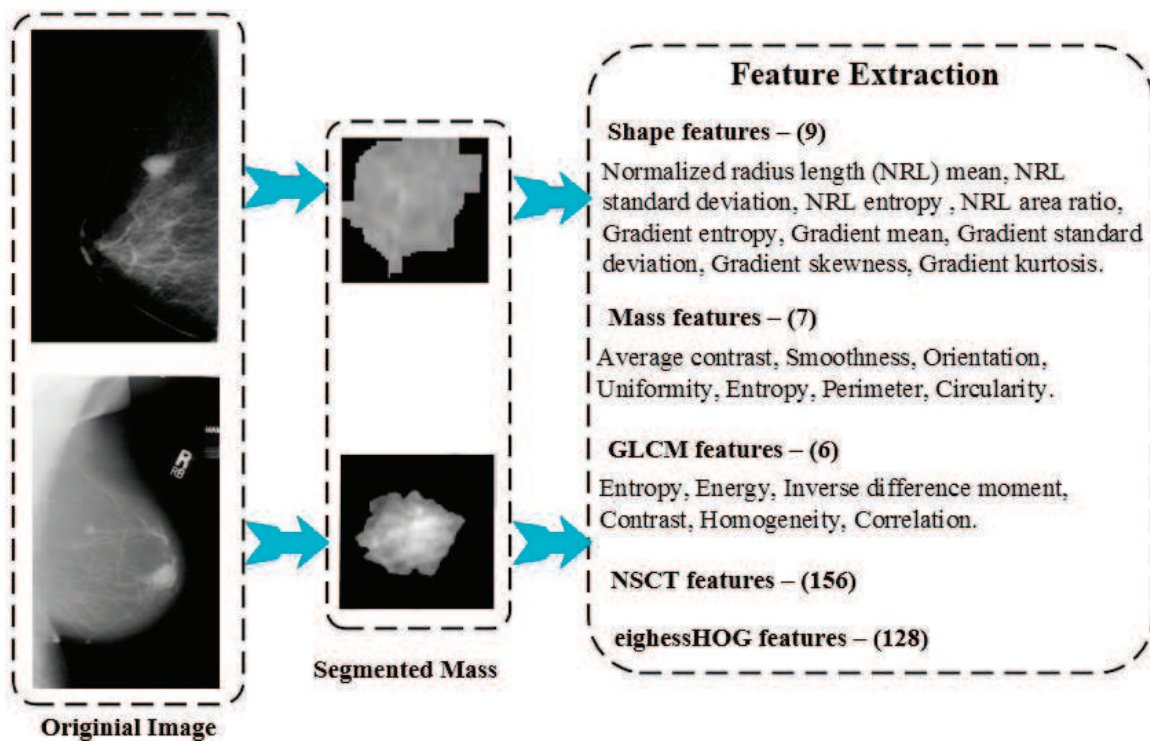 Feature Extraction
Shape features – (9)
Normalized radius length (NRL) mean, NRL
standard deviation, NRL entropy , NRL area ratio,
Gradient entropy, Gradient mean, Gradient standard
deviation, Gradient skewness, Gradient kurtosis.
Mass features – (7)
Average contrast, Smoothness, Orientation,
Uniformity, Entropy, Perimeter, Circularity.
GLCM features – (6)
Entropy, Energy, Inverse difference moment,
Contrast, Homogeneity, Correlation.
NSCT features – (156)
eighessHOG features – (128)
R
RB
Segmented Mass
Originial Image